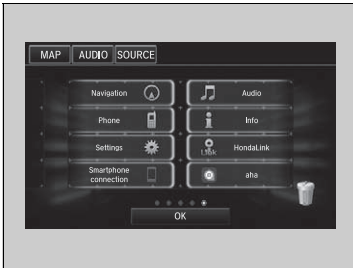 MAP AUDIO SOURCE
Navigation Audio
Phone Info
Settings Link HondaLink
Smartphone
connection aha
OK